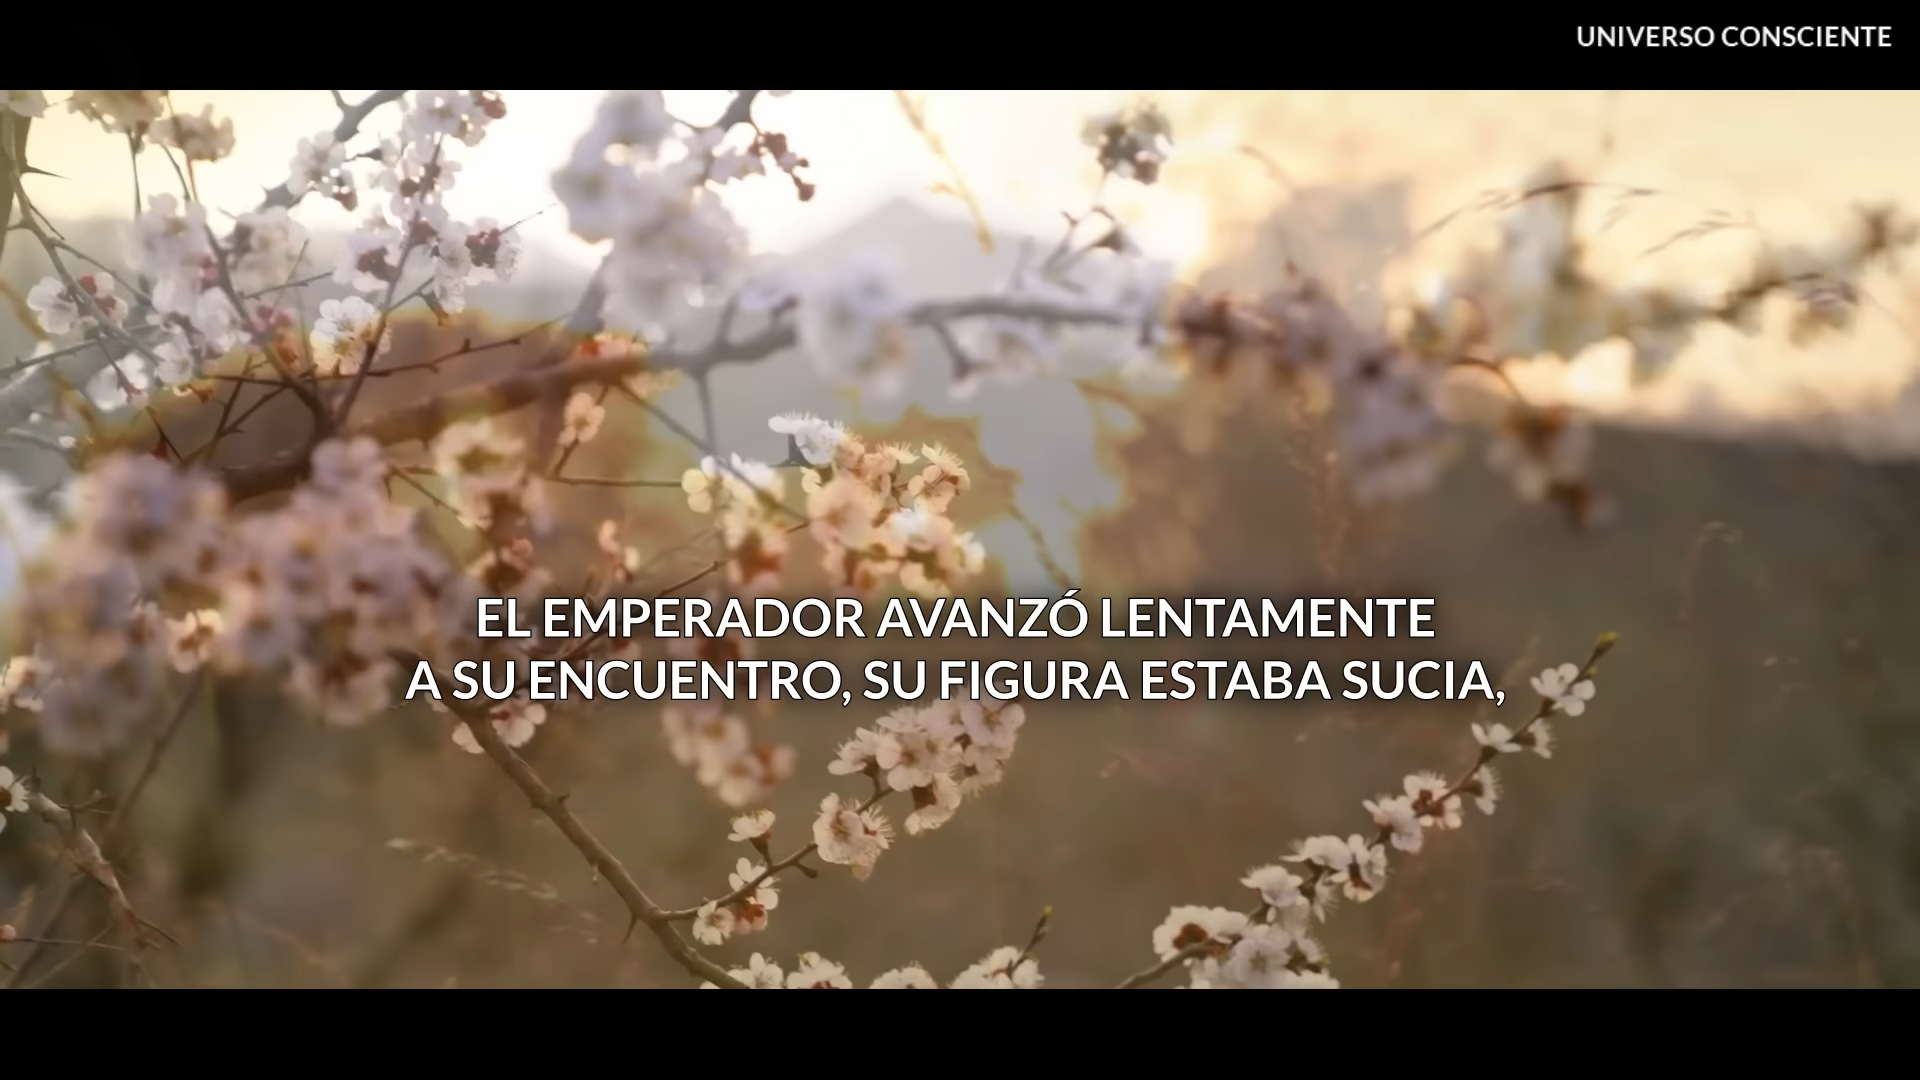 UNIVERSO CONSCIENTE
EL EMPERADOR AVANZÓ LENTAMENTE
A SU ENCUENTRO, SU FIGURA ESTABA SUCIA,